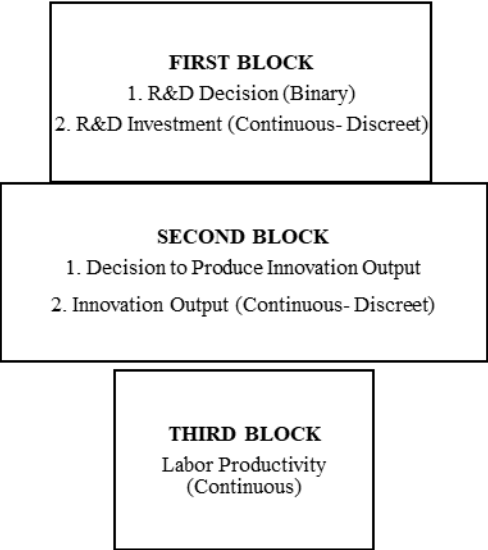 FIRST BLOCK
1. R&D Decision (Binary)
2. R&D Investment (Continuous- Discreet)
SECOND BLOCK
1. Decision to Produce Innovation Output
2. Innovation Output (Continuous- Discreet)
THIRD BLOCK
Labor Productivity
(Continuous)